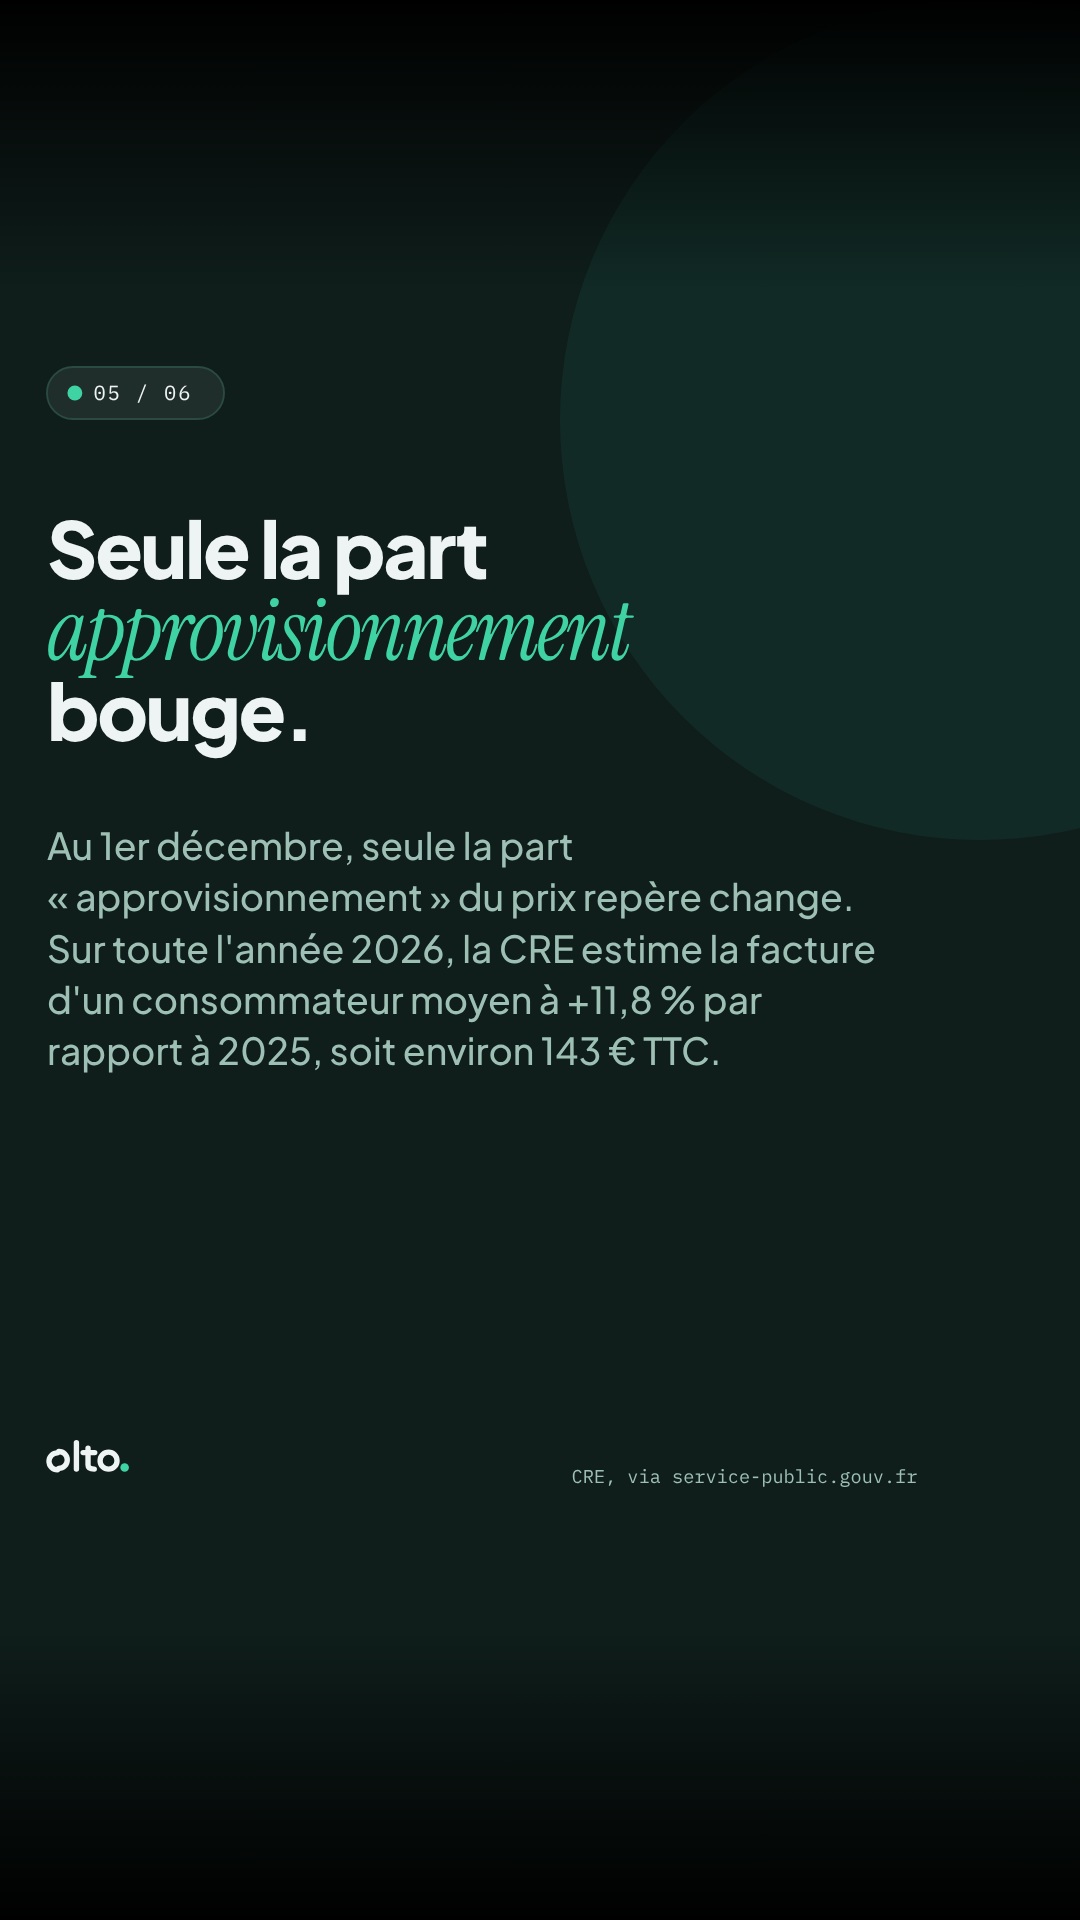 05 / 06
Seule la part
approvisionnement
bouge.
Au 1er décembre, seule la part
« approvisionnement » du prix repère change.
Sur toute l'année 2026, la CRE estime la facture
d'un consommateur moyen à +11,8 % par
rapport à 2025, soit environ 143 € TTC.
olto.
CRE, via service-public.gouv.fr